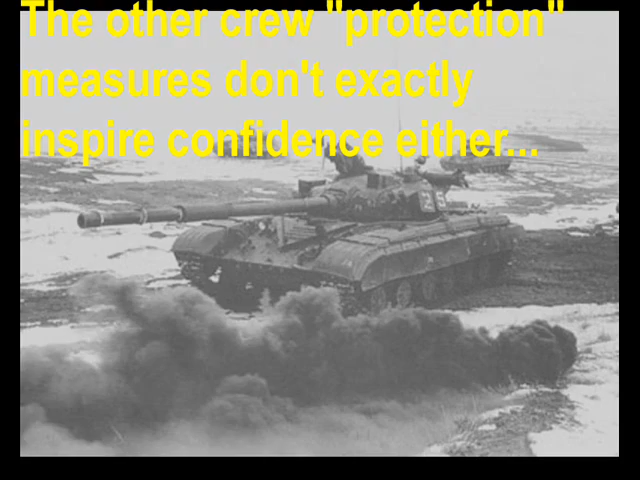 The other crew "protection"
measures don't exactly
inspire confidence either...